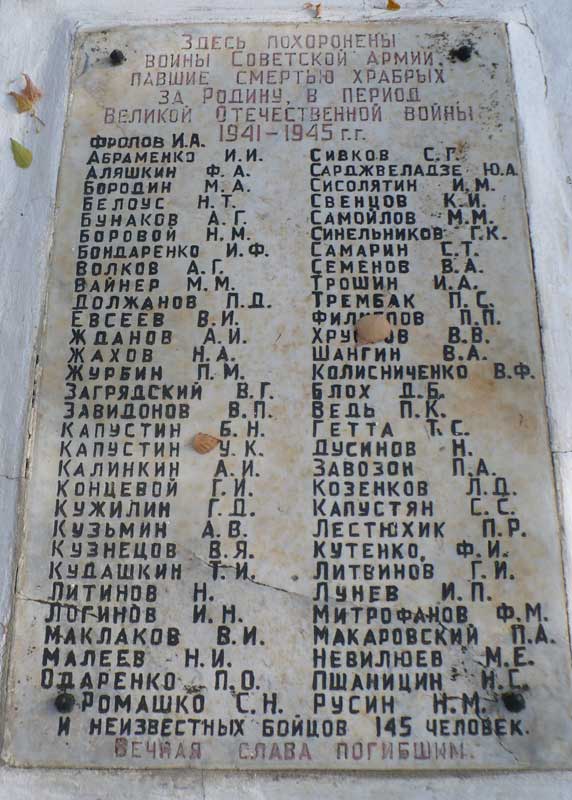 Здесь похоронены
воины Советской Армии,
павшие смертью храбрых
за Родину, в период
Великой Отечественной войны
1941-1945 г.г.
Фролов И.А.
Абраменко И.И.
Аляшкин Ф.А.
Бородин М.А.
Белоус Н.Т.
Бунаков А.Г.
Боровой Н.М.
Бондаренко И.Ф.
Волков А.Г.
Вайнер М.М.
Должанов П.Д.
Евсеев В.И.
Жданов А.И.
Жахов Н.А.
Журбин П.М.
Загрядский В.Г.
Завидонов В.П.
Капустин Б.Н.
Капустин У.К.
Калинкин А.И.
Концевой Г.И.
Кужилин Г.Д.
Кузьмин А.В.
Кузнецов В.Я.
Кудашкин Т.И.
Литинов Н.
Логинов И.Н.
Маклаков В.И.
Малеев Н.И.
Одаренко П.О.
Ромашко С.Н.
Сивков С.Г.
Сарджвеладзе Ю.А.
Сисолятин И.М.
Свенцов К.И.
Самойлов М.М.
Синельников Г.К.
Самарин С.Т.
Семенов В.А.
Трошин И.А.
Трембак П.С.
П.П.
В.В.
Шангин В.А.
Колисниченко В.Ф.
Блох Д.Б.
Ведь П.К.
Гетта Т.С.
Дусинов Н.
Завозон П.А.
Козенков Л.Д.
Капустян С.С.
Лестюхик П.Р.
Кутенко Ф.И.
Литвинов Г.И.
Лунев И.П.
Митрофанов Ф.М.
Макаровский П.А.
Невилюев М.Е.
Пшаницин И.С.
Русин Н.М.
и неизвестных бойцов 145 человек.
Вечная слава погибшим.